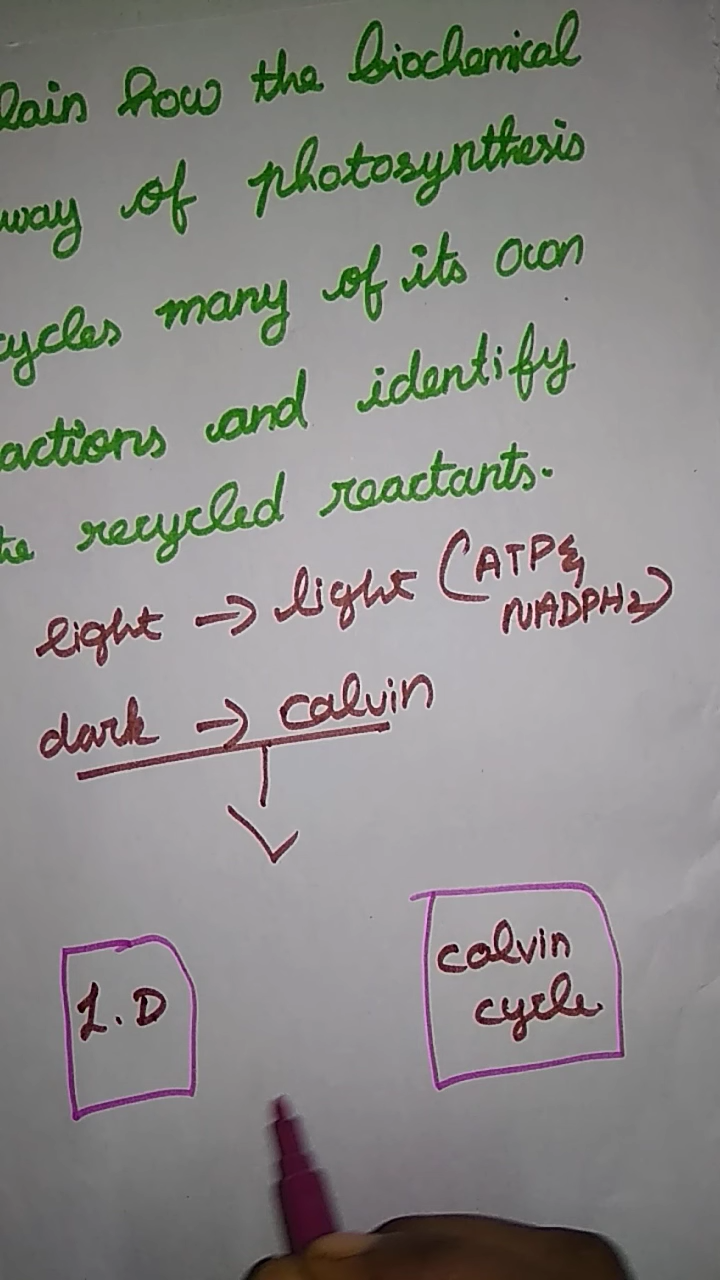 lain how the biochemical
way of photosynthesis
cycles many of its own
actions and identify
he recycled reactants.
light → light (ATP &
NADPH2)
dark → calvin
L.D
calvin
cycle